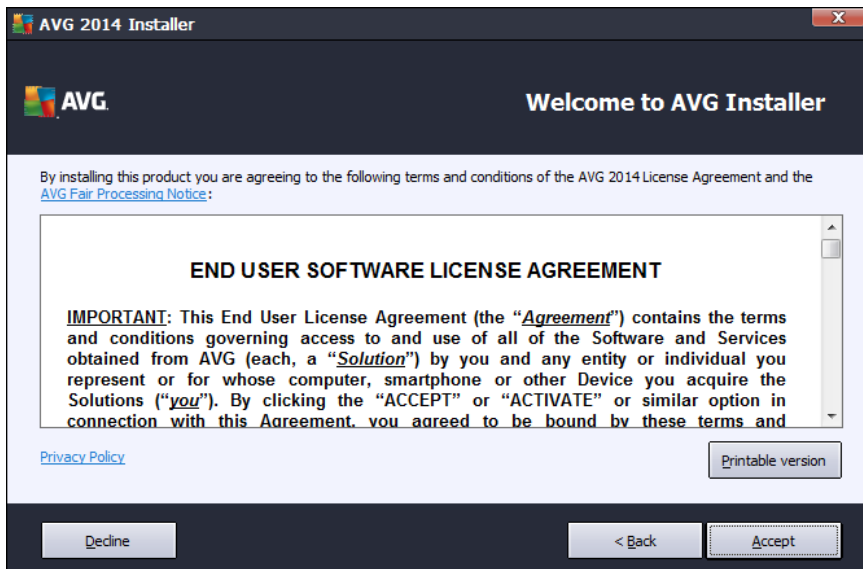 AVG 2014 Installer
X
AVG.
Welcome to AVG Installer
By installing this product you are agreeing to the following terms and conditions of the AVG 2014 License Agreement and the
AVG Fair Processing Notice:
END USER SOFTWARE LICENSE AGREEMENT
IMPORTANT: This End User License Agreement (the “Agreement”) contains the terms
and conditions governing access to and use of all of the Software and Services
obtained from AVG (each, a “Solution”) by you and any entity or individual you
represent or for whose computer, smartphone or other Device you acquire the
Solutions (“you”). By clicking the “ACCEPT” or “ACTIVATE” or similar option in
connection with this Agreement, you agreed to be bound by these terms and
Privacy Policy
Printable version
Decline
< Back
Accept